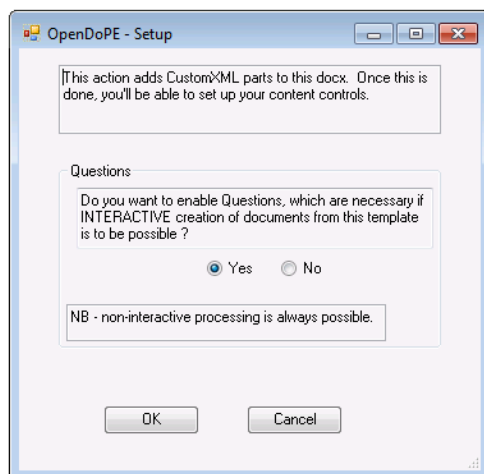 OpenDoPE - Setup
This action adds CustomXML parts to this docx.  Once this is
done, you'll be able to set up your content controls.
Questions
Do you want to enable Questions, which are necessary if
INTERACTIVE creation of documents from this template
is to be possible ?
Yes No
NB - non-interactive processing is always possible.
OK Cancel